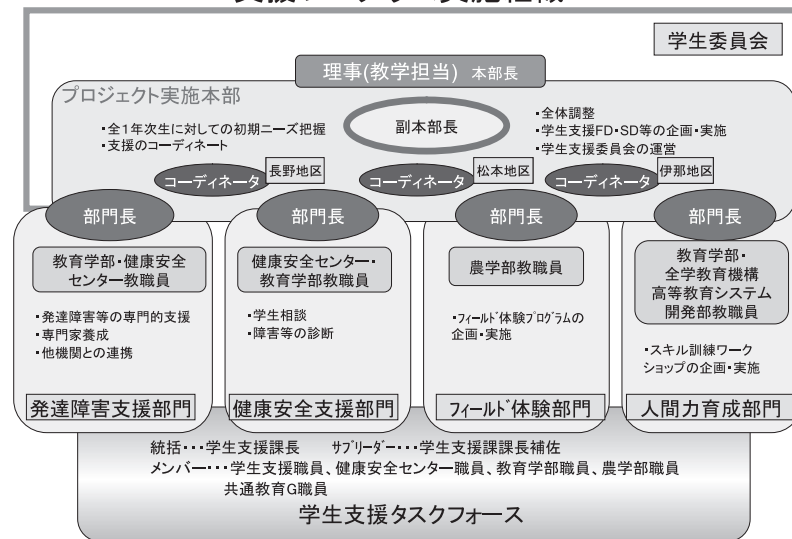 学生委員会
理事(教学担当) 本部長
プロジェクト実施本部
副本部長
・全1年次生に対しての初期ニーズ把握
・支援のコーディネート
・全体調整
・学生支援FD・SD等の企画・実施
・学生支援委員会の運営
コーディネータ
長野地区
コーディネータ
松本地区
コーディネータ
伊那地区
部門長
教育学部・健康安全
センター教職員
・発達障害等の専門的支援
・専門家養成
・他機関との連携
発達障害支援部門
部門長
健康安全センター・
教育学部教職員
・学生相談
・障害等の診断
健康安全支援部門
部門長
農学部教職員
・フィールド体験プログラムの
企画・実施
フィールド体験部門
部門長
教育学部・
全学教育機構
高等教育システム
開発部教職員
・スキル訓練ワーク
ショップの企画・実施
人間力育成部門
統括・・・学生支援課長 サブリーダー・・・学生支援課課長補佐
メンバー・・・学生支援職員、健康安全センター職員、教育学部職員、農学部職員
共通教育G職員
学生支援タスクフォース